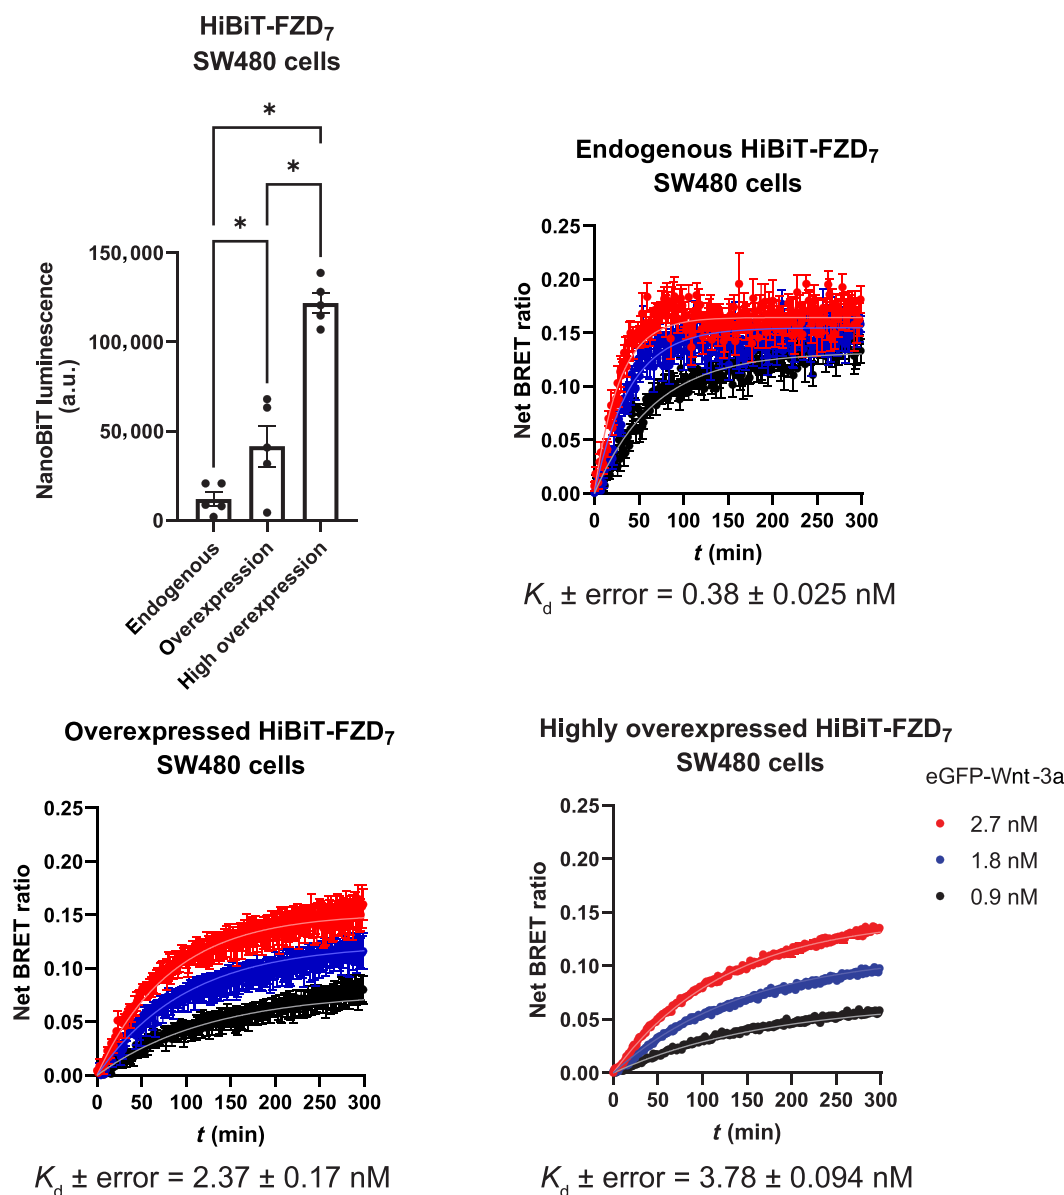 HiBiT-FZD₇
SW480 cells
*
*
*
NanoBiT luminescence
(a.u.)
150,000
100,000
50,000
0
Endogenous
Overexpression
High overexpression
Endogenous HiBiT-FZD₇
SW480 cells
Net BRET ratio
0.25
0.20
0.15
0.10
0.05
0.00
0 50 100 150 200 250 300
t (min)
K_d ± error = 0.38 ± 0.025 nM
Overexpressed HiBiT-FZD₇
SW480 cells
Net BRET ratio
0.25
0.20
0.15
0.10
0.05
0.00
0 50 100 150 200 250 300
t (min)
K_d ± error = 2.37 ± 0.17 nM
Highly overexpressed HiBiT-FZD₇
SW480 cells
Net BRET ratio
0.25
0.20
0.15
0.10
0.05
0.00
0 50 100 150 200 250 300
t (min)
K_d ± error = 3.78 ± 0.094 nM
eGFP-Wnt-3a
2.7 nM
1.8 nM
0.9 nM